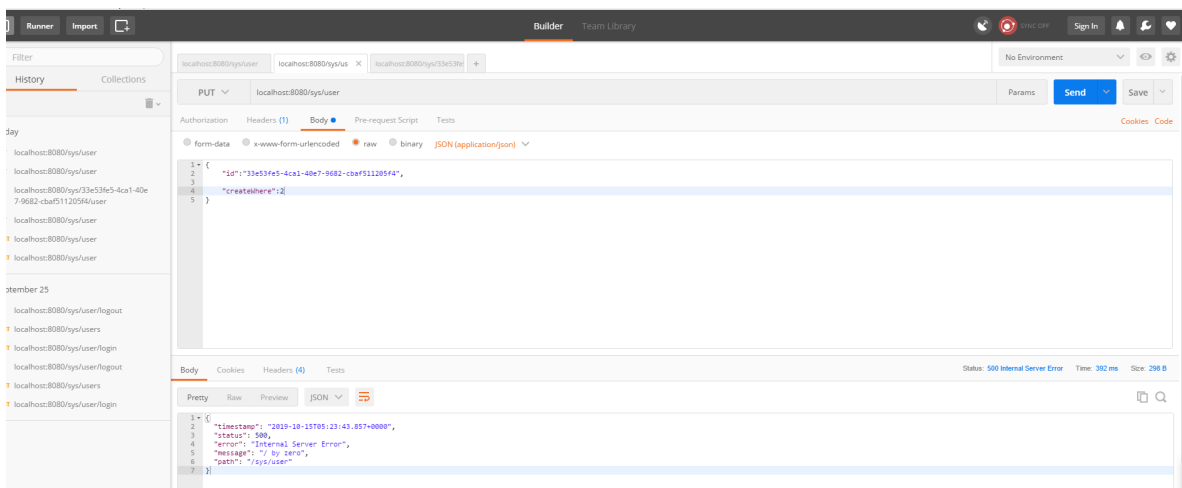 Runner Import Builder Team Library SYNC OFF Sign In
Filter
localhost:8080/sys/user localhost:8080/sys/us X localhost:8080/sys/33e53fe +
No Environment
History Collections
PUT localhost:8080/sys/user Params Send Save
Authorization Headers (1) Body Pre-request Script Tests Cookies Code
form-data x-www-form-urlencoded raw binary JSON (application/json)
day
localhost:8080/sys/user
localhost:8080/sys/user
localhost:8080/sys/33e53fe5-4ca1-40e
7-9682-cbaf511205f4/user
localhost:8080/sys/user
localhost:8080/sys/user
localhost:8080/sys/user
ptember 25
localhost:8080/sys/user/logout
localhost:8080/sys/users
localhost:8080/sys/user/login
localhost:8080/sys/user/logout
localhost:8080/sys/users
localhost:8080/sys/user/login
1 {
2 "id":"33e53fe5-4ca1-40e7-9682-cbaf511205f4",
3
4 "createWhere":2
5 }
Body Cookies Headers (4) Tests Status: 500 Internal Server Error Time: 392 ms Size: 298 B
Pretty Raw Preview JSON
1 {
2 "timestamp": "2019-10-15T05:23:43.857+0000",
3 "status": 500,
4 "error": "Internal Server Error",
5 "message": "/ by zero",
6 "path": "/sys/user"
7 }